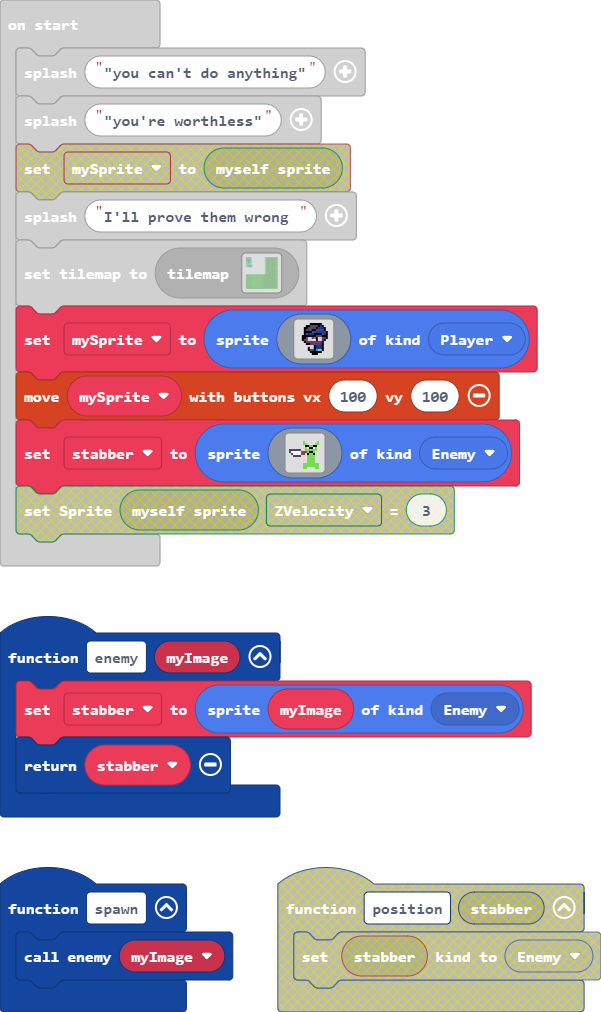 on start
splash ""you can't do anything""
splash ""you're worthless""
set mySprite to myself sprite
splash "I'll prove them wrong "
set tilemap to tilemap
set mySprite to sprite of kind Player
move mySprite with buttons vx 100 vy 100
set stabber to sprite of kind Enemy
set Sprite myself sprite ZVelocity = 3
function enemy myImage
set stabber to sprite myImage of kind Enemy
return stabber
function spawn
call enemy myImage
function position stabber
set stabber kind to Enemy